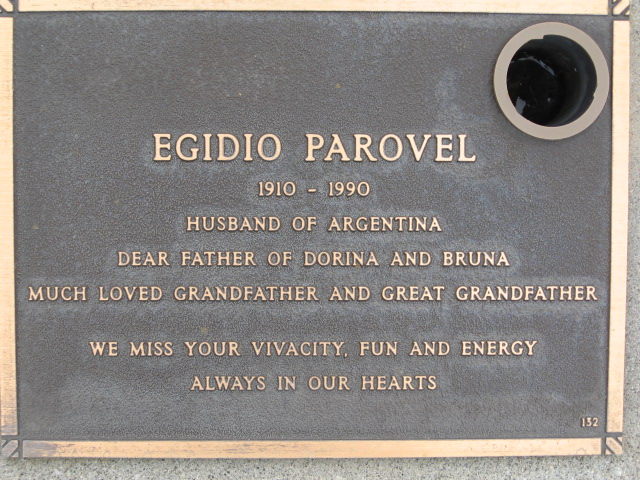 EGIDIO PAROVEL
1910 - 1990
HUSBAND OF ARGENTINA
DEAR FATHER OF DORINA AND BRUNA
MUCH LOVED GRANDFATHER AND GREAT GRANDFATHER
WE MISS YOUR VIVACITY, FUN AND ENERGY
ALWAYS IN OUR HEARTS
132